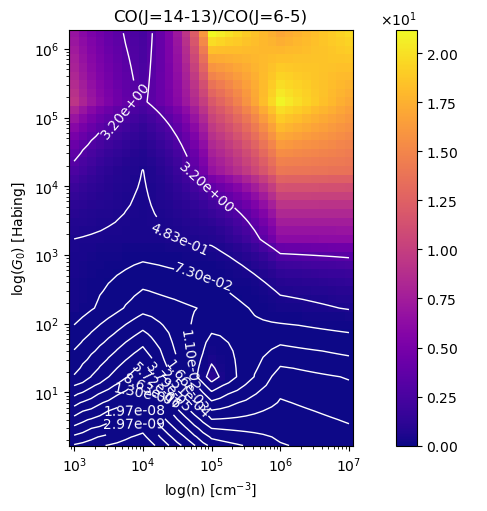 CO(J=14-13)/CO(J=6-5)
×10¹
10⁶
10⁵
10⁴
10³
10²
10¹
log(G₀) [Habing]
3.20e+00
3.20e+00
4.83e-01
7.30e-02
1.10e-02
1.97e-08
2.97e-09
10³
10⁴
10⁵
10⁶
10⁷
log(n) [cm⁻³]
2.00
1.75
1.50
1.25
1.00
0.75
0.50
0.25
0.00